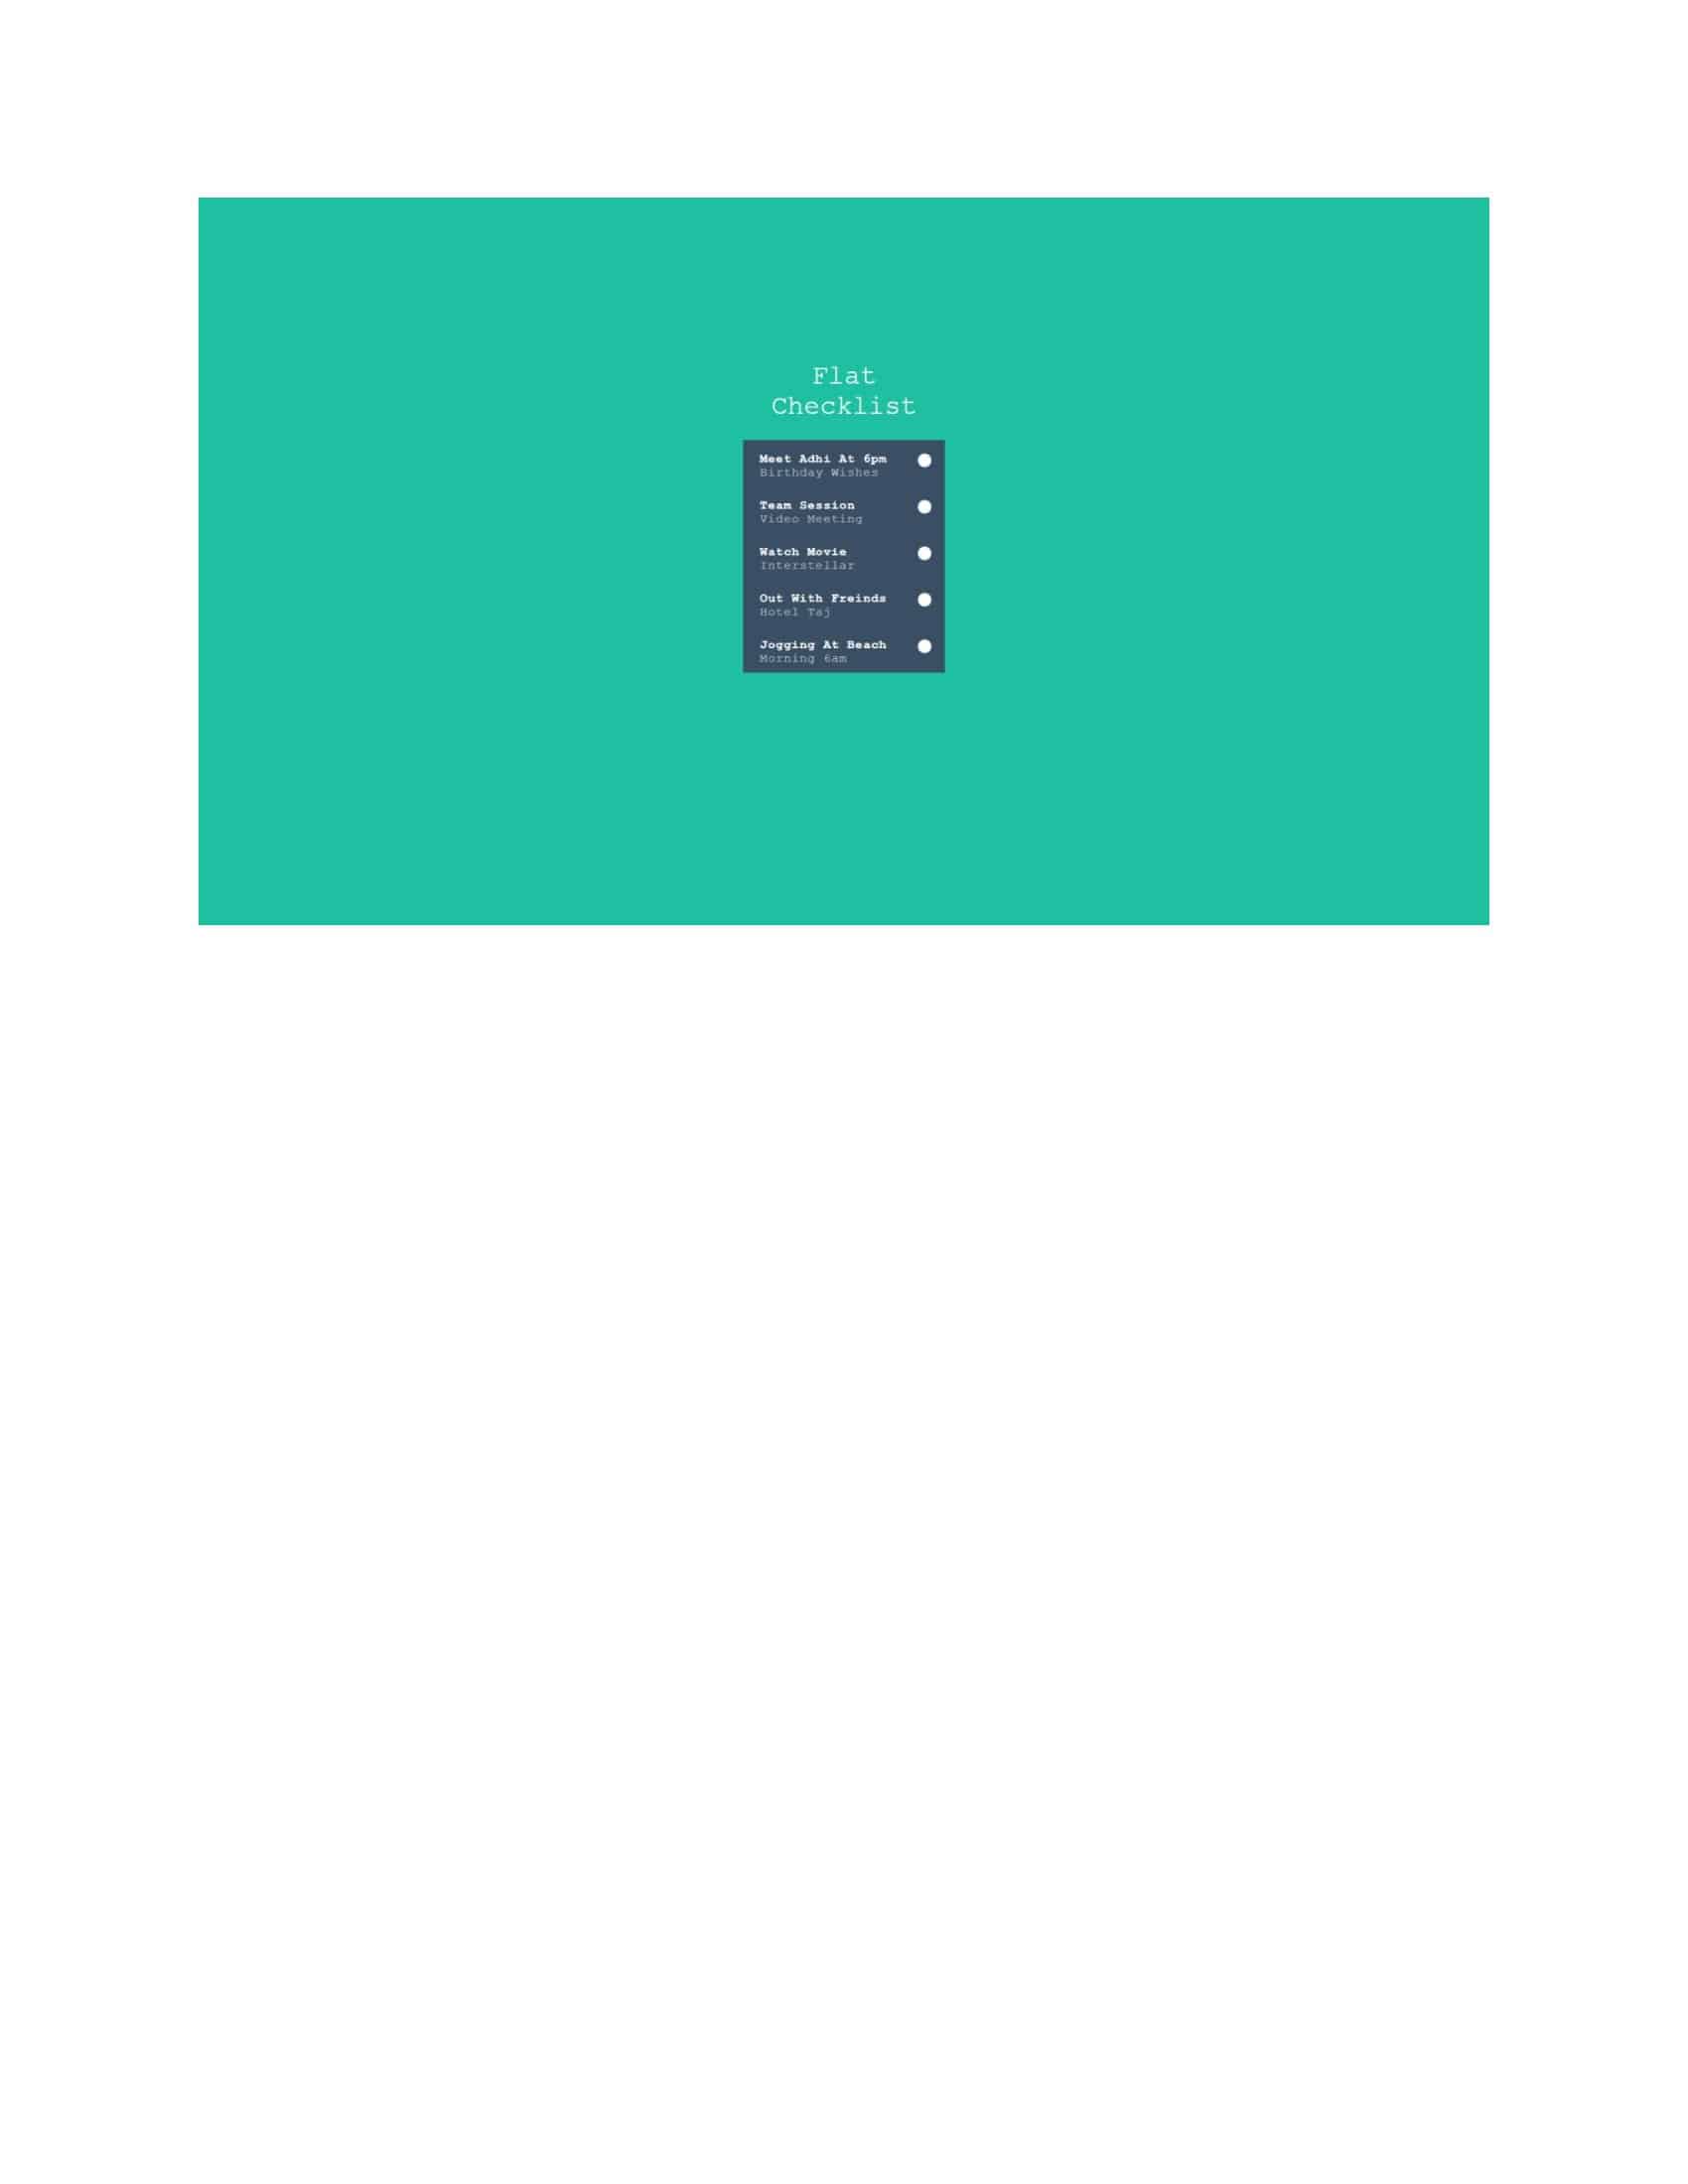 Flat
Checklist
Meet Adhi At 6pm
Birthday Wishes
Team Session
Video Meeting
Watch Movie
Interstellar
Out With Freinds
Hotel Taj
Jogging At Beach
Morning 6am